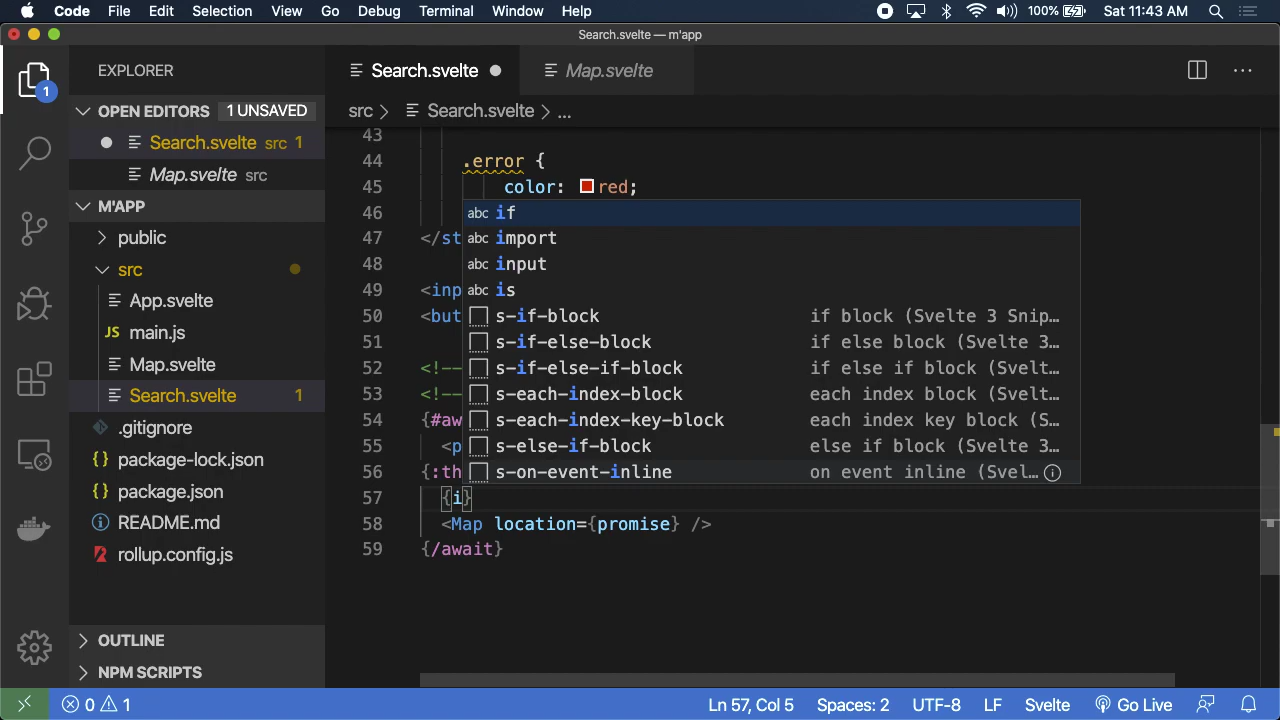 Code File Edit Selection View Go Debug Terminal Window Help 100% Sat 11:43 AM
Search.svelte — m'app
1
EXPLORER
OPEN EDITORS 1 UNSAVED
Search.svelte src 1
Map.svelte src
M'APP
public
src
App.svelte
JS main.js
Map.svelte
Search.svelte 1
.gitignore
{} package-lock.json
{} package.json
README.md
rollup.config.js
OUTLINE
NPM SCRIPTS
Search.svelte Map.svelte
src > Search.svelte > ...
43
44 .error {
45 color: red;
46
47 </st
48
49 <inp
50 <but
51
52 <!--
53 <!--
54 {#aw
55 <p
56 {:th
57 {i}
58 <Map location={promise} />
59 {/await}
abc if
abc import
abc input
abc is
s-if-block if block (Svelte 3 Snip…
s-if-else-block if else block (Svelte 3…
s-if-else-if-block if else if block (Svelt…
s-each-index-block each index block (Svelt…
s-each-index-key-block each index key block (S…
s-else-if-block else if block (Svelte 3…
s-on-event-inline on event inline (Svel…
0 1 Ln 57, Col 5 Spaces: 2 UTF-8 LF Svelte Go Live